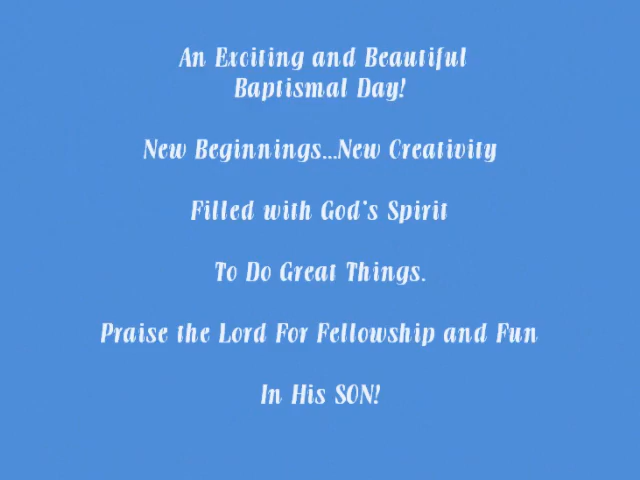 An Exciting and Beautiful
Baptismal Day!
New Beginnings...New Creativity
Filled with God's Spirit
To Do Great Things.
Praise the Lord For Fellowship and Fun
In His SON!